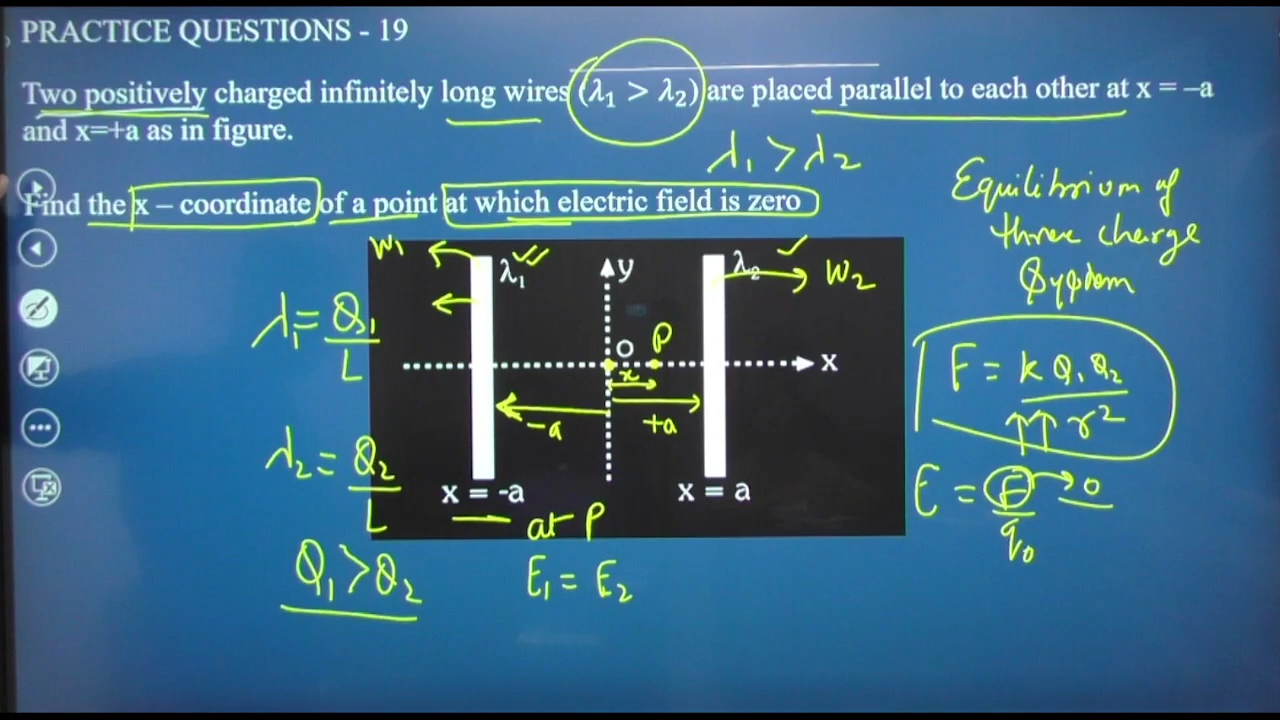 PRACTICE QUESTIONS - 19
Two positively charged infinitely long wires (λ₁ > λ₂) are placed parallel to each other at x = –a
and x=+a as in figure.
λ₁ > λ₂
Find the x – coordinate of a point at which electric field is zero
Equilibrium of
three charge
System
W₁
λ₁
y
λ₂
W₂
λ₁ = Q₁/L
O
P
x
x
-a
+a
F = k Q₁ Q₂ / r²
λ₂ = Q₂/L
x = -a
x = a
E = F/q₀
0
at P
Q₁ > Q₂
E₁ = E₂